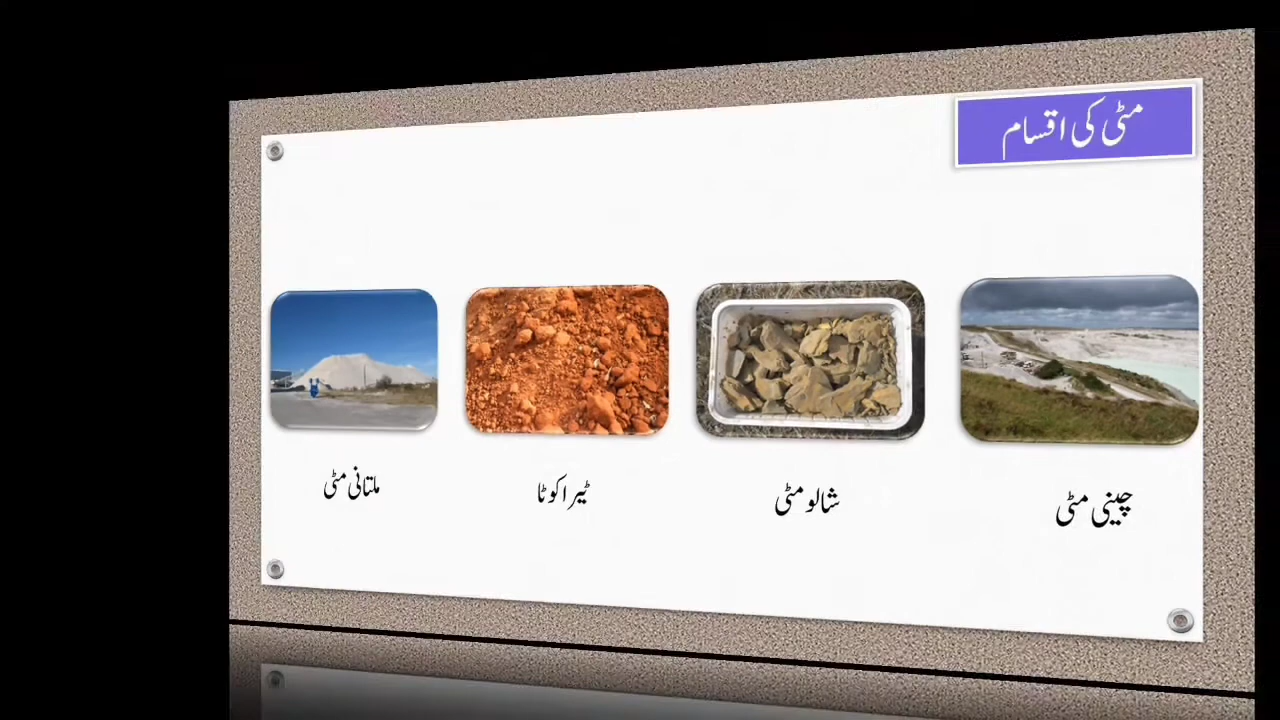 مٹی کی اقسام
چینی مٹی
شالو مٹی
ٹیراکوٹا
ملتانی مٹی